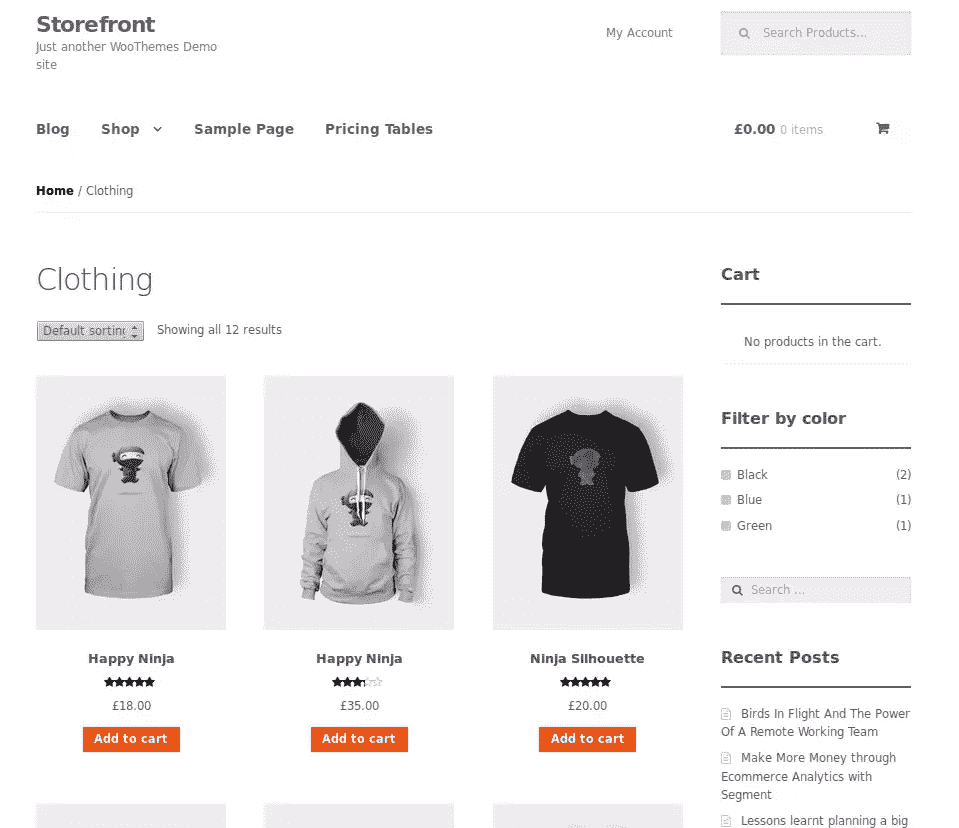 Storefront
Just another WooThemes Demo
site
My Account
Search Products...
Blog
Shop
Sample Page
Pricing Tables
£0.00 0 items
Home / Clothing
Clothing
Default sorting
Showing all 12 results
Happy Ninja
£18.00
Add to cart
Happy Ninja
£35.00
Add to cart
Ninja Silhouette
£20.00
Add to cart
Cart
No products in the cart.
Filter by color
Black (2)
Blue (1)
Green (1)
Search ...
Recent Posts
Birds In Flight And The Power
Of A Remote Working Team
Make More Money through
Ecommerce Analytics with
Segment
Lessons learnt planning a big